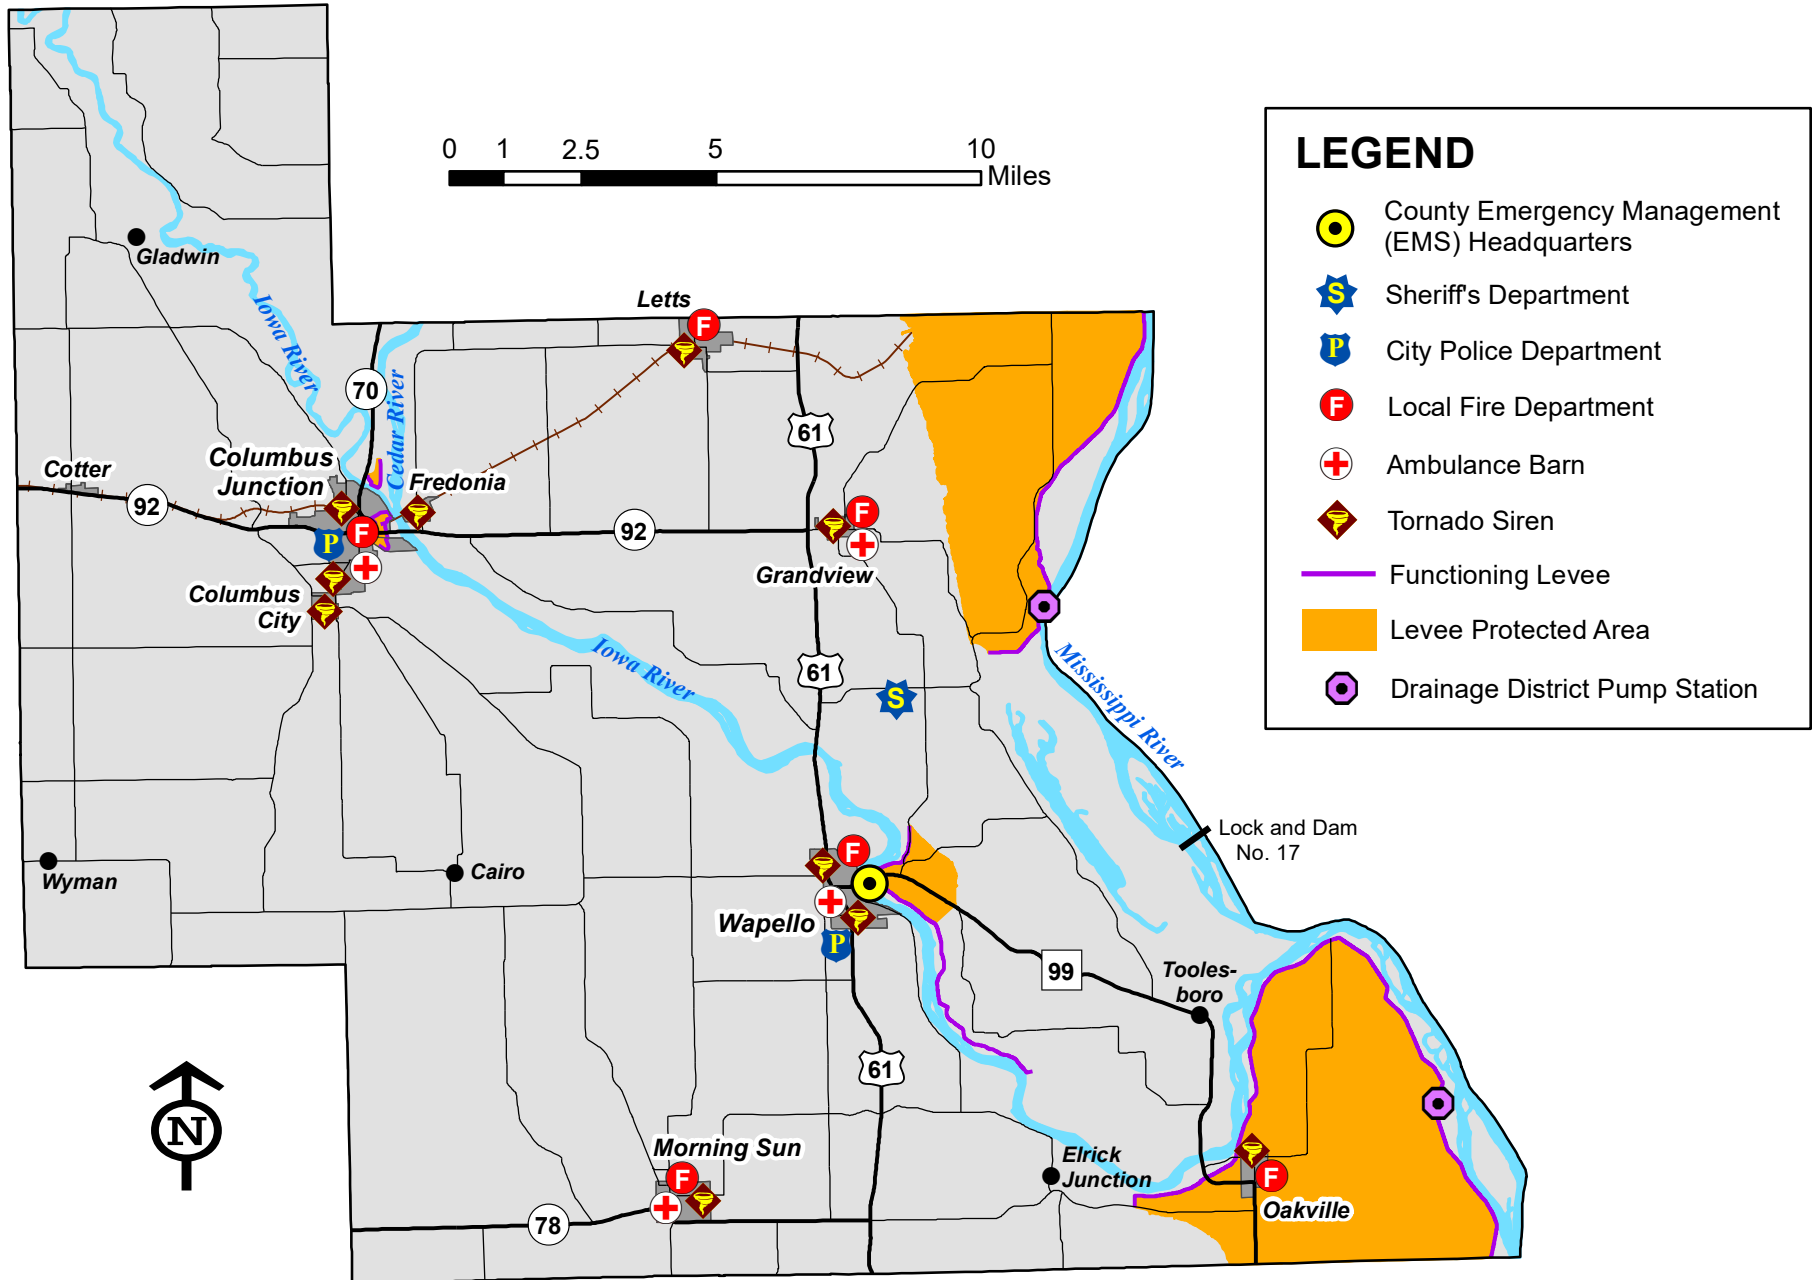 0 1 2.5 5 10
Miles
LEGEND
County Emergency Management
(EMS) Headquarters
S Sheriff's Department
P City Police Department
F Local Fire Department
Ambulance Barn
Tornado Siren
Functioning Levee
Levee Protected Area
Drainage District Pump Station
Gladwin
Iowa River
Letts
F
70
Cedar River
61
Cotter
Columbus
Junction
Fredonia
92
P
F
92
F
Grandview
Columbus
City
Iowa River
61
S
Mississippi River
Lock and Dam
No. 17
Wyman
Cairo
F
Wapello
P
99
Tooles-
boro
61
N
Morning Sun
F
Elrick
Junction
F
Oakville
78